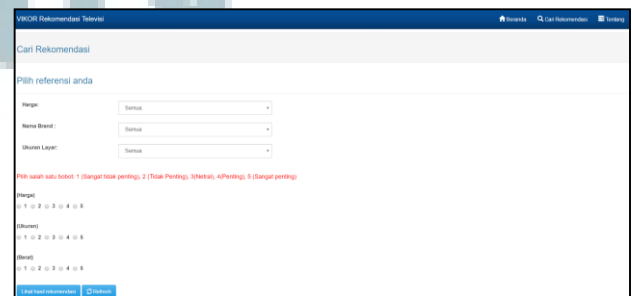 VIKOR Rekomendasi Televisi Beranda Cari Rekomendasi Tentang
Cari Rekomendasi
Pilih referensi anda
Harga: Semua
Nama Brand : Semua
Ukuran Layar: Semua
Pilih salah satu bobot. 1 (Sangat tidak penting), 2 (Tidak Penting), 3(Netral), 4(Penting), 5 (Sangat penting)
(Harga)
1 2 3 4 5
(Ukuran)
1 2 3 4 5
(Berat)
1 2 3 4 5
Lihat hasil rekomendasi Refresh